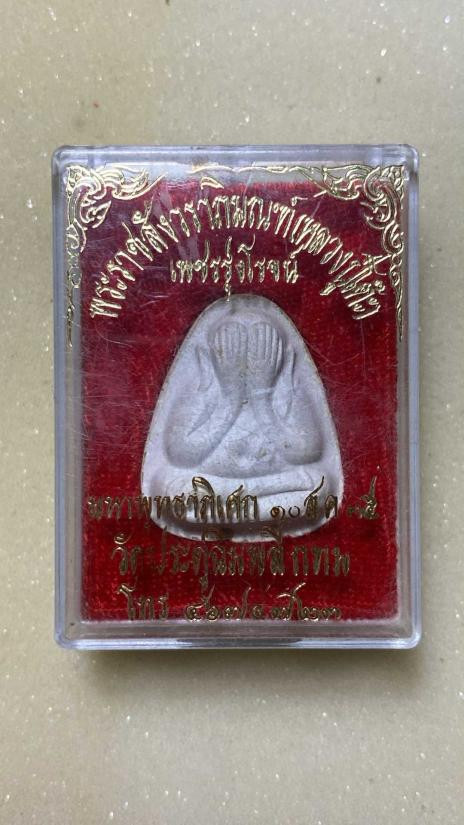 พระราชสังวราภิมณฑ์(หลวงปู่โต๊ะ)
เพชรรุ่งโรจน์
มหาพุทธาภิเศก ๑๐ ส ค ๓๕
วัดประดู่ฉิมพลี กทม
โทร